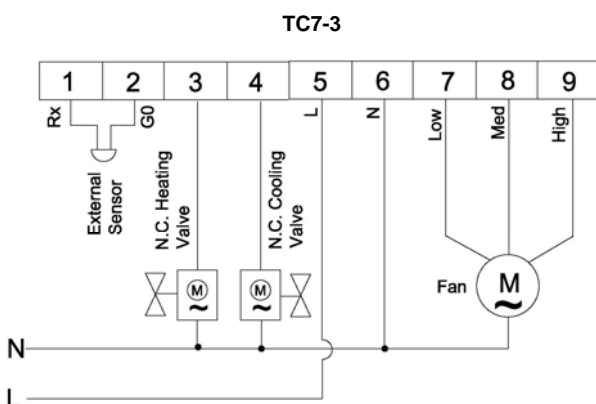 TC7-3
1 2 3 4 5 6 7 8 9
Rx
G0
L
N
Low
Med
High
External
Sensor
N.C. Heating
Valve
N.C. Cooling
Valve
M
~
M
~
Fan
M
~
N
L